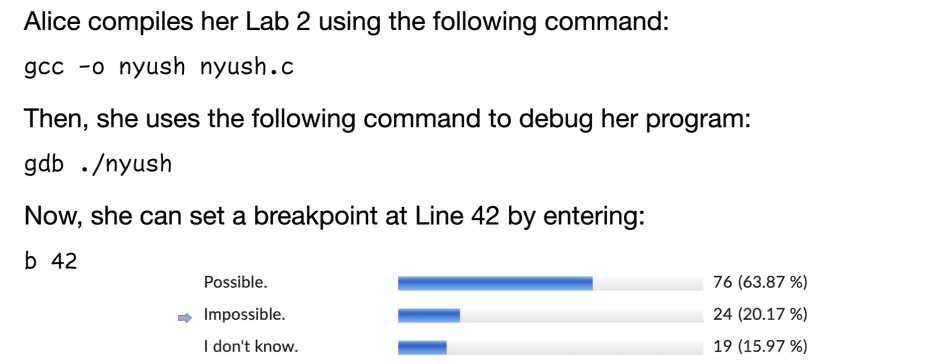 Alice compiles her Lab 2 using the following command:
gcc -o nyush nyush.c
Then, she uses the following command to debug her program:
gdb ./nyush
Now, she can set a breakpoint at Line 42 by entering:
b 42
Possible. 76 (63.87 %)
Impossible. 24 (20.17 %)
I don't know. 19 (15.97 %)